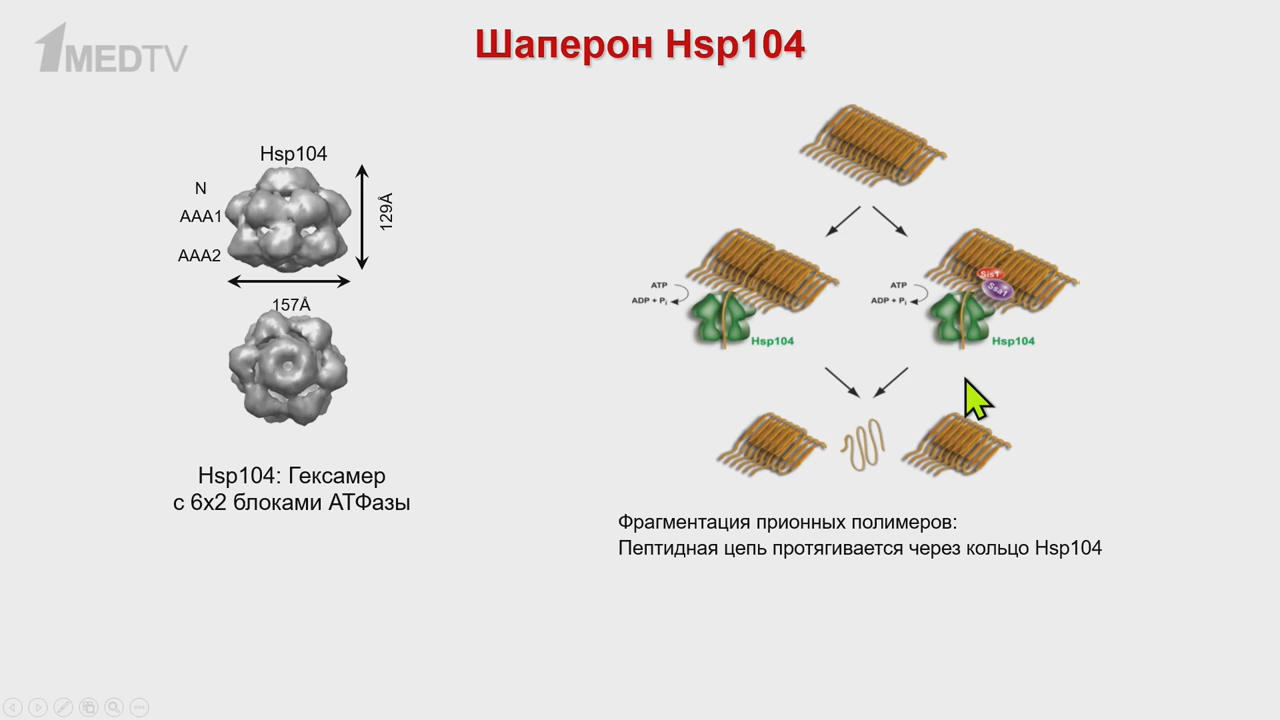 1MEDTV
Шаперон Hsp104
Hsp104
N
AAA1
AAA2
129Å
157Å
Hsp104: Гексамер
с 6x2 блоками АТФазы
ATP
ADP + Pi
Hsp104
ATP
ADP + Pi
Sis1
Ssa1
Hsp104
Фрагментация прионных полимеров:
Пептидная цепь протягивается через кольцо Hsp104